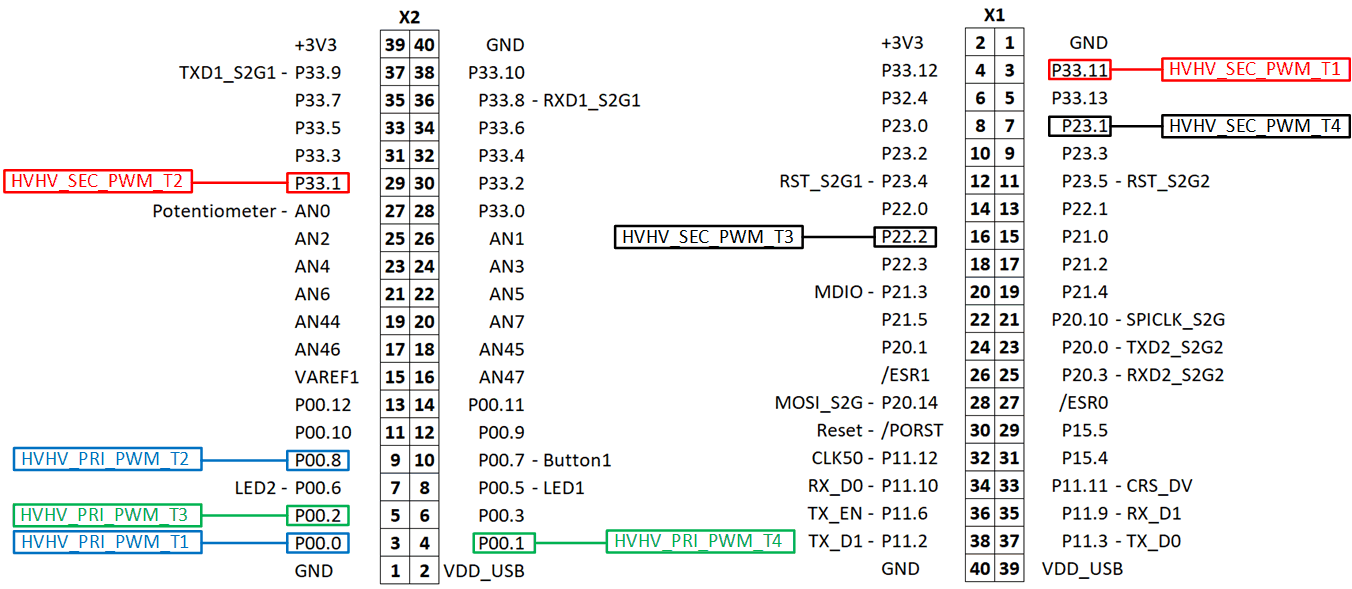 X2 X1
+3V3 39 40 GND +3V3 2 1 GND
TXD1_S2G1 - P33.9 37 38 P33.10 P33.12 4 3 P33.11 HVHV_SEC_PWM_T1
P33.7 35 36 P33.8 - RXD1_S2G1 P32.4 6 5 P33.13
P33.5 33 34 P33.6 P23.0 8 7 P23.1 HVHV_SEC_PWM_T4
P33.3 31 32 P33.4 P23.2 10 9 P23.3
HVHV_SEC_PWM_T2 P33.1 29 30 P33.2 RST_S2G1 - P23.4 12 11 P23.5 - RST_S2G2
Potentiometer - AN0 27 28 P33.0 P22.0 14 13 P22.1
AN2 25 26 AN1 HVHV_SEC_PWM_T3 P22.2 16 15 P21.0
AN4 23 24 AN3 P22.3 18 17 P21.2
AN6 21 22 AN5 MDIO - P21.3 20 19 P21.4
AN44 19 20 AN7 P21.5 22 21 P20.10 - SPICLK_S2G
AN46 17 18 AN45 P20.1 24 23 P20.0 - TXD2_S2G2
VAREF1 15 16 AN47 /ESR1 26 25 P20.3 - RXD2_S2G2
P00.12 13 14 P00.11 MOSI_S2G - P20.14 28 27 /ESR0
P00.10 11 12 P00.9 Reset - /PORST 30 29 P15.5
HVHV_PRI_PWM_T2 P00.8 9 10 P00.7 - Button1 CLK50 - P11.12 32 31 P15.4
LED2 - P00.6 7 8 P00.5 - LED1 RX_D0 - P11.10 34 33 P11.11 - CRS_DV
HVHV_PRI_PWM_T3 P00.2 5 6 P00.3 TX_EN - P11.6 36 35 P11.9 - RX_D1
HVHV_PRI_PWM_T1 P00.0 3 4 P00.1 HVHV_PRI_PWM_T4 TX_D1 - P11.2 38 37 P11.3 - TX_D0
GND 1 2 VDD_USB GND 40 39 VDD_USB